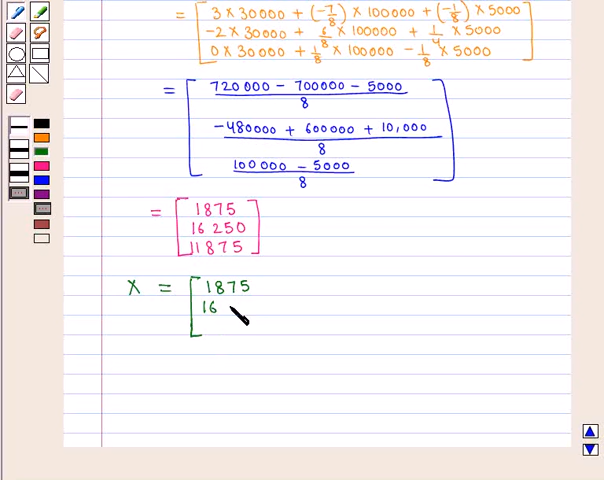 = [ 3 × 30000 + (-7/8) × 100000 + (-1/8) × 5000
-2 × 30000 + 6/8 × 100000 + 1/4 × 5000
0 × 30000 + 1/8 × 100000 - 1/8 × 5000 ]
= [ 720000 - 700000 - 5000 / 8
-480000 + 600000 + 10,000 / 8
100000 - 5000 / 8 ]
= [ 1875
16250
11875 ]
X = [ 1875
16